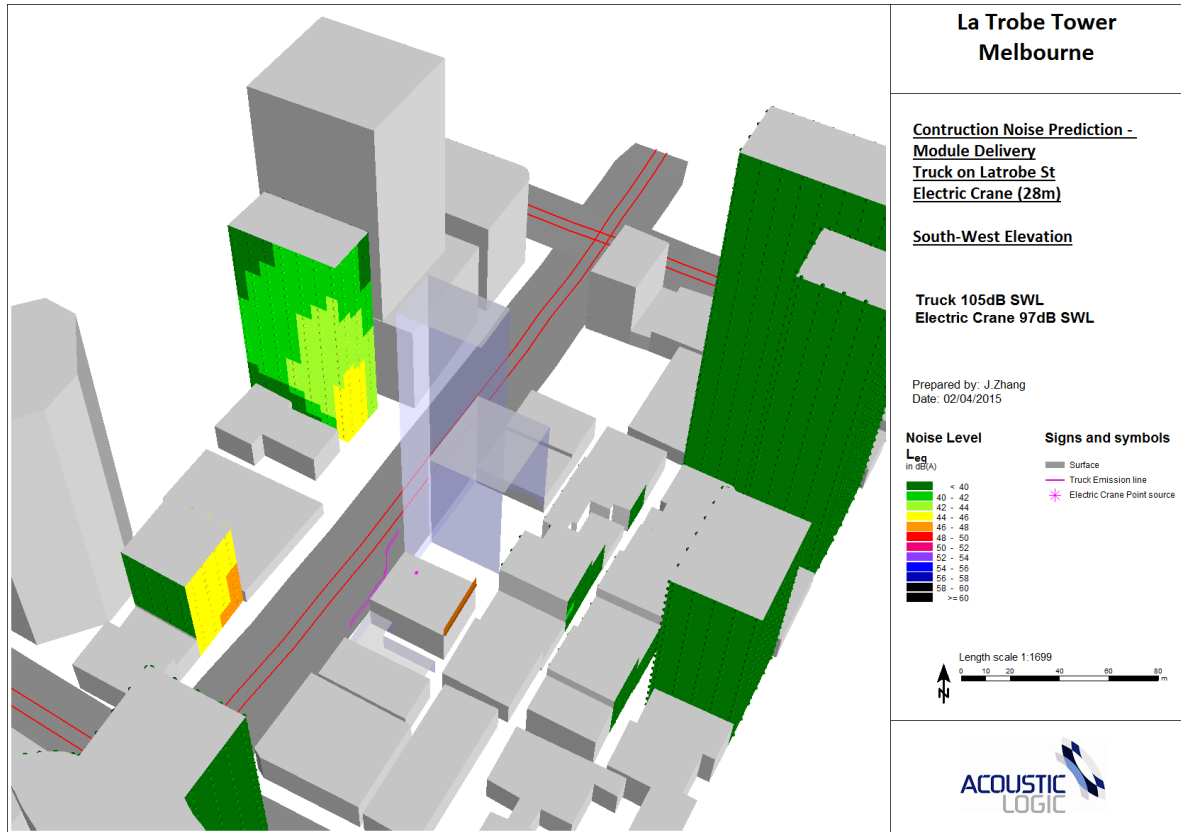 La Trobe Tower
Melbourne
Contruction Noise Prediction -
Module Delivery
Truck on Latrobe St
Electric Crane (28m)
South-West Elevation
Truck 105dB SWL
Electric Crane 97dB SWL
Prepared by: J.Zhang
Date: 02/04/2015
Noise Level
Leq
in dB(A)
< 40
40 - 42
42 - 44
44 - 46
46 - 48
48 - 50
50 - 52
52 - 54
54 - 56
56 - 58
58 - 60
>=60
Signs and symbols
Surface
Truck Emission line
Electric Crane Point source
Length scale 1:1699
0 10 20 40 60 80
m
N
ACOUSTIC
LOGIC